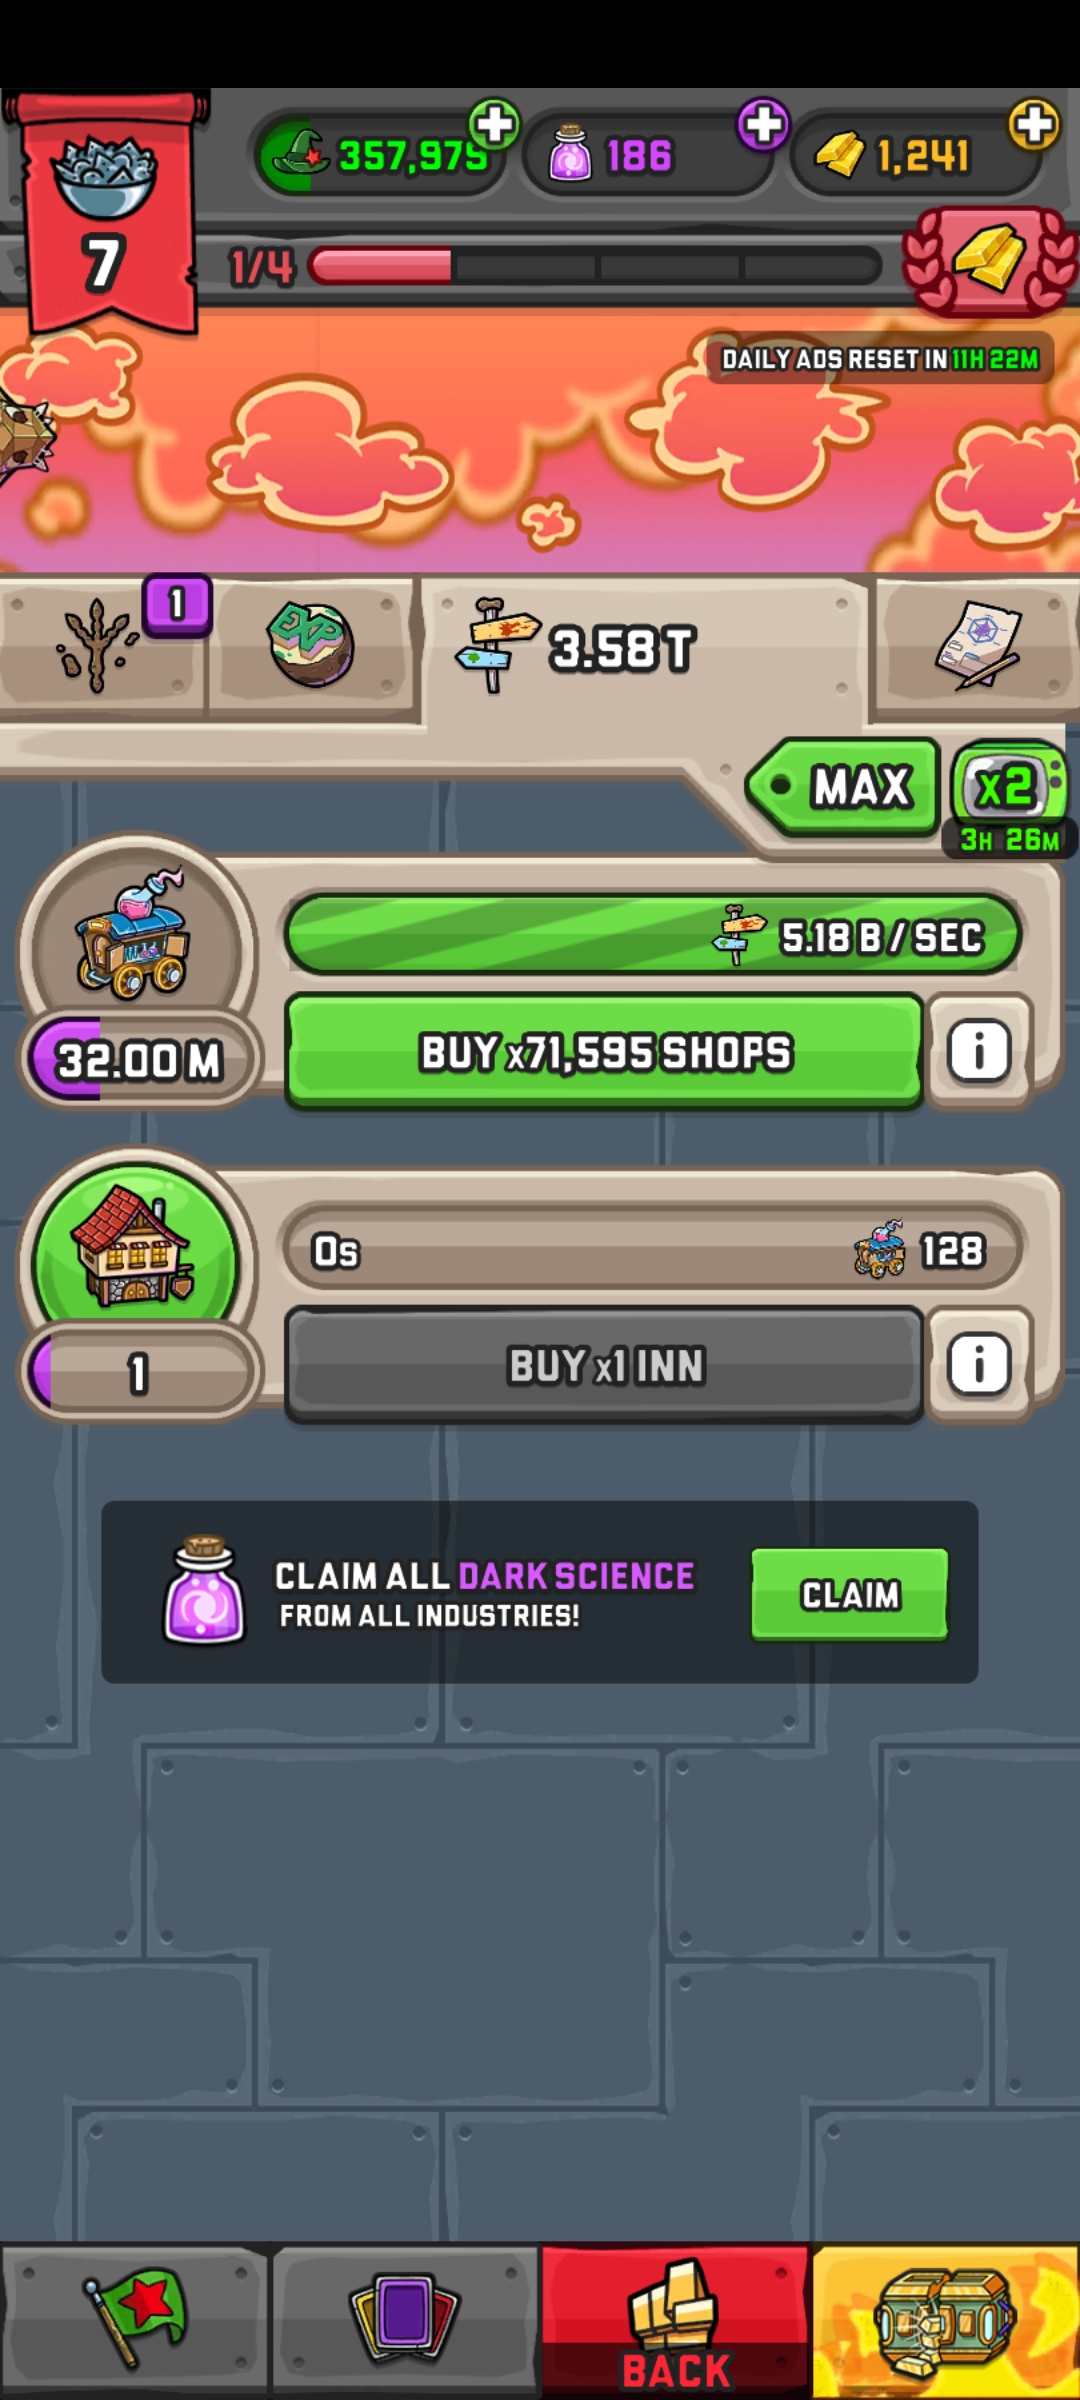 357,975
186
1,241
7
1/4
DAILY ADS RESET IN 11H 22M
1
EXP
3.58 T
MAX
x2
3H 26M
5.18 B / SEC
32.00 M
BUY x71,595 SHOPS
i
0s
128
1
BUY x1 INN
i
CLAIM ALL DARK SCIENCE
FROM ALL INDUSTRIES!
CLAIM
BACK